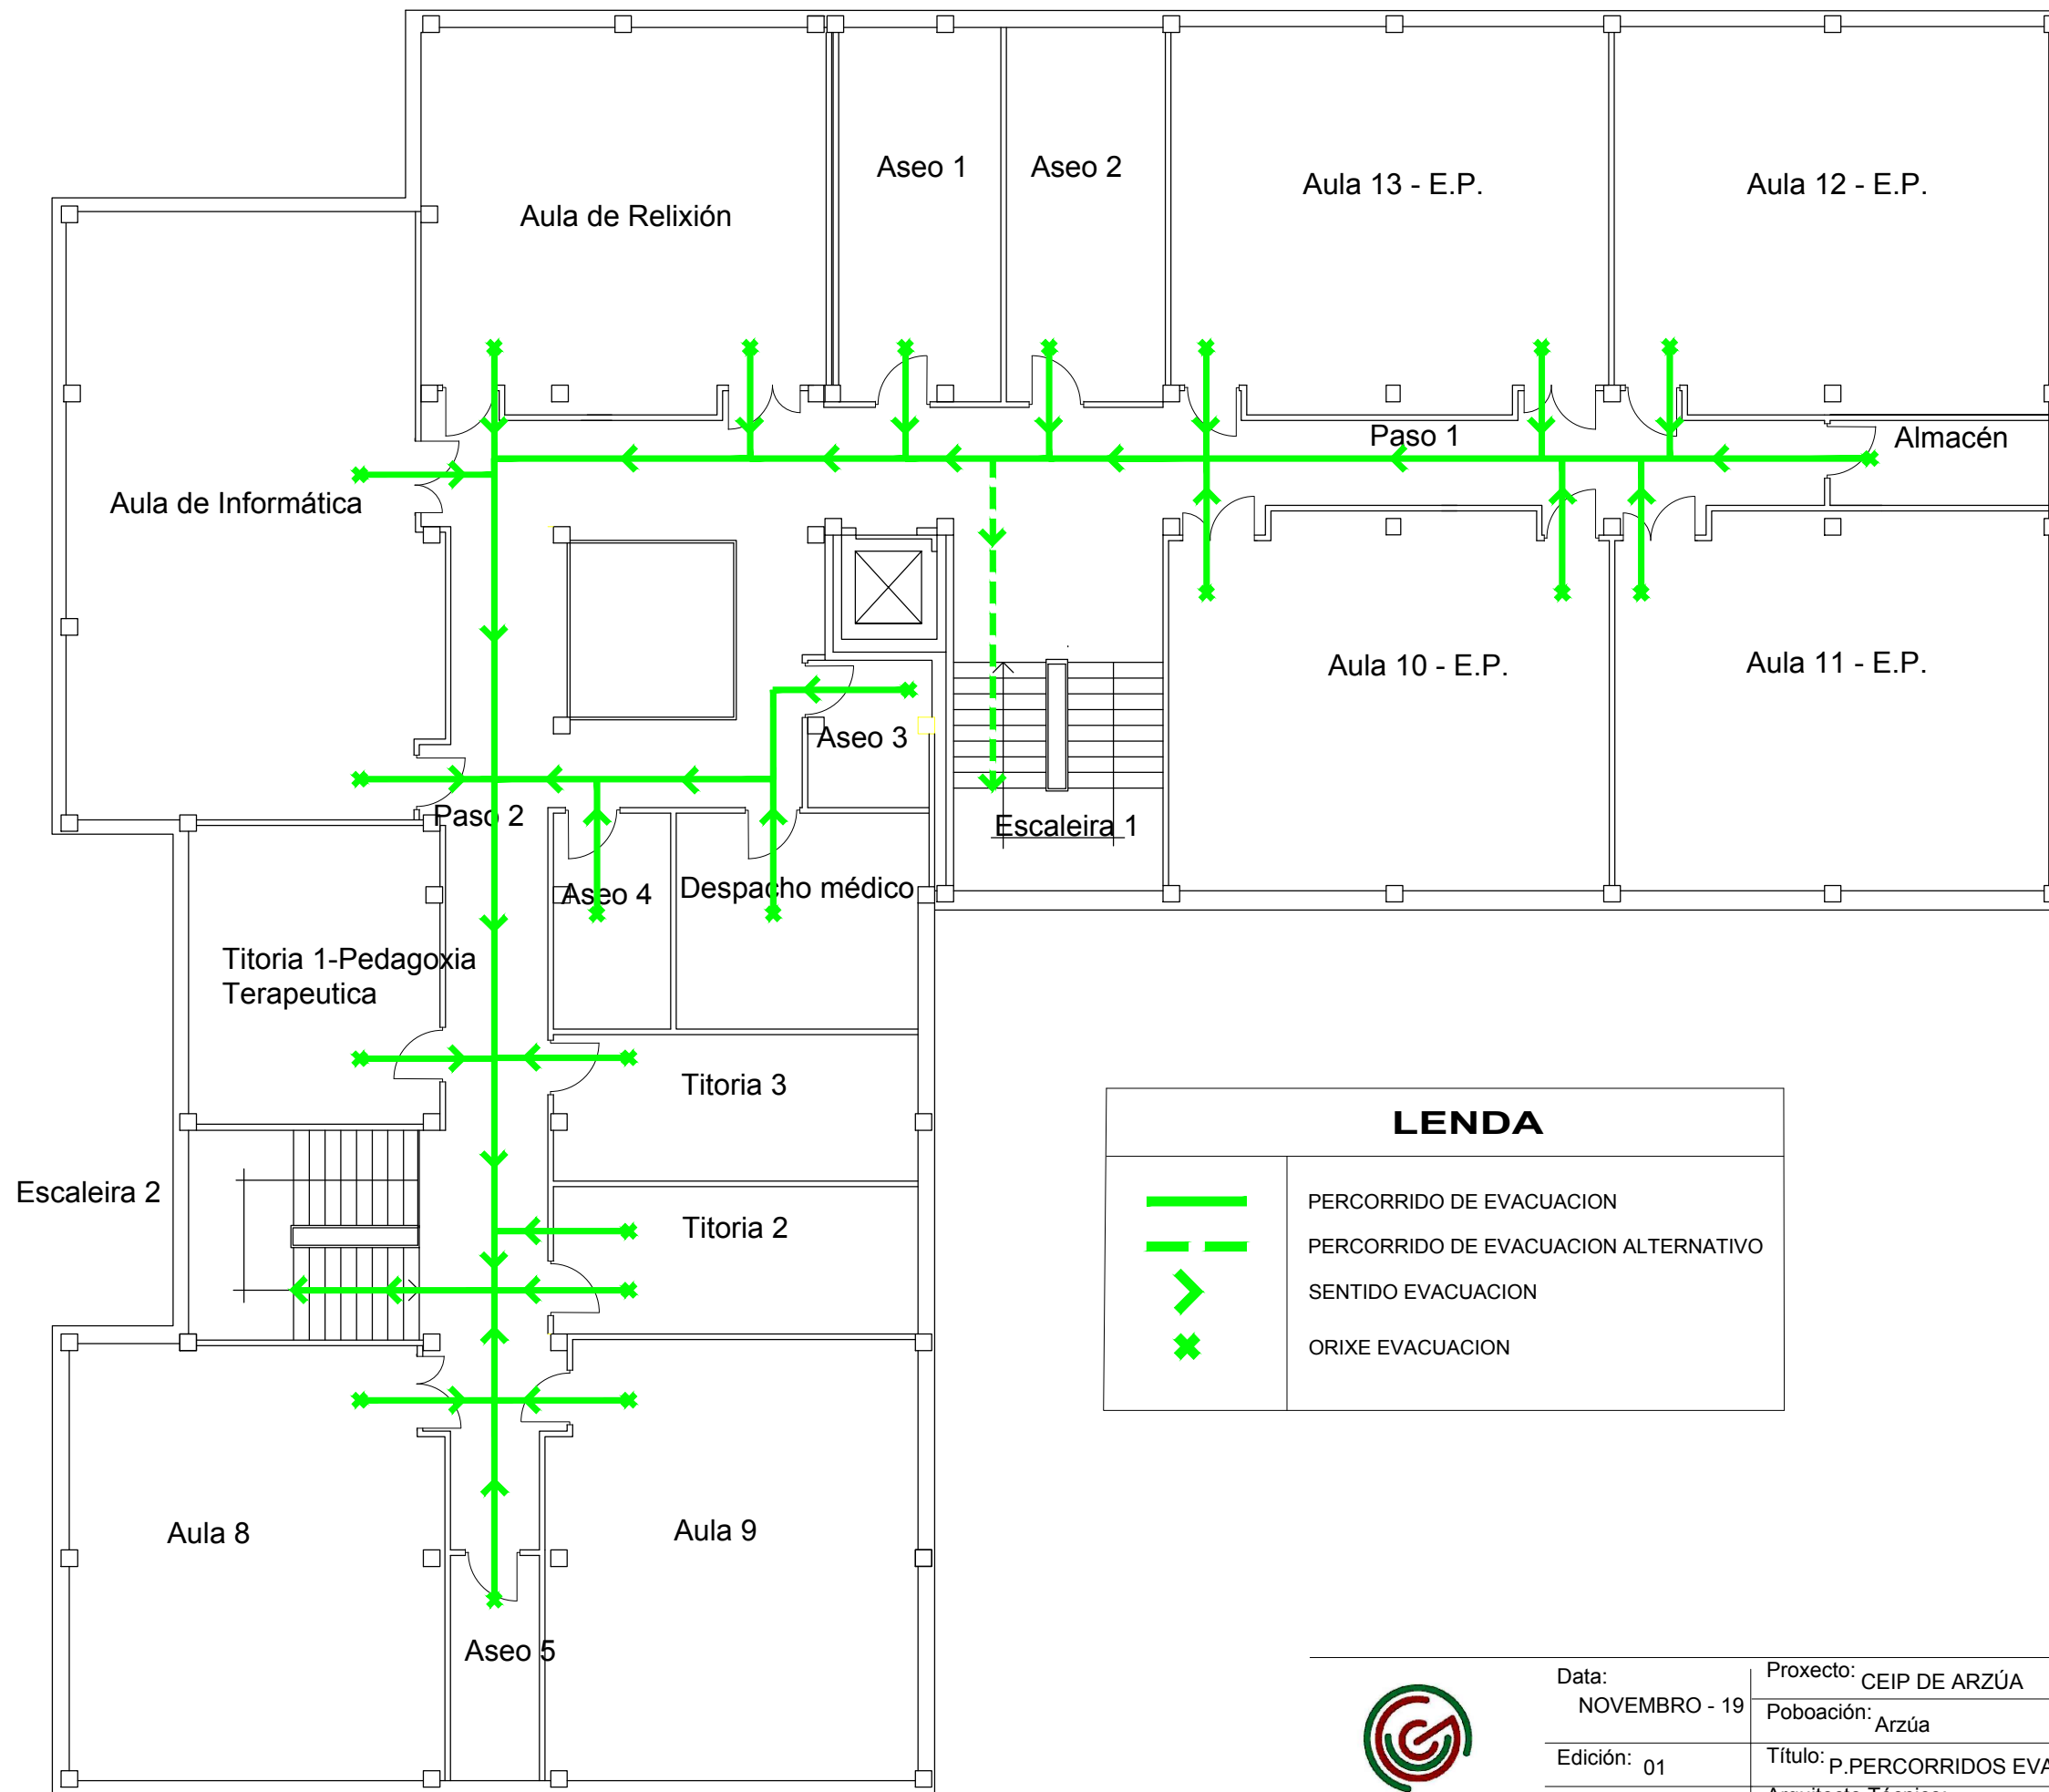 Aseo 1
Aseo 2
Aula 13 - E.P.
Aula 12 - E.P.
Aula de Relixión
Paso 1
Almacén
Aula de Informática
Aula 10 - E.P.
Aula 11 - E.P.
Aseo 3
Paso 2
Escaleira 1
Aseo 4
Despacho médico
Titoria 1-Pedagoxia
Terapeutica
Titoria 3
Escaleira 2
Titoria 2
LENDA
PERCORRIDO DE EVACUACION
PERCORRIDO DE EVACUACION ALTERNATIVO
SENTIDO EVACUACION
ORIXE EVACUACION
Aula 8
Aula 9
Aseo 5
Data:
NOVEMBRO - 19
Proxecto: CEIP DE ARZÚA
Poboación: Arzúa
Edición: 01
Título: P.PERCORRIDOS EVA